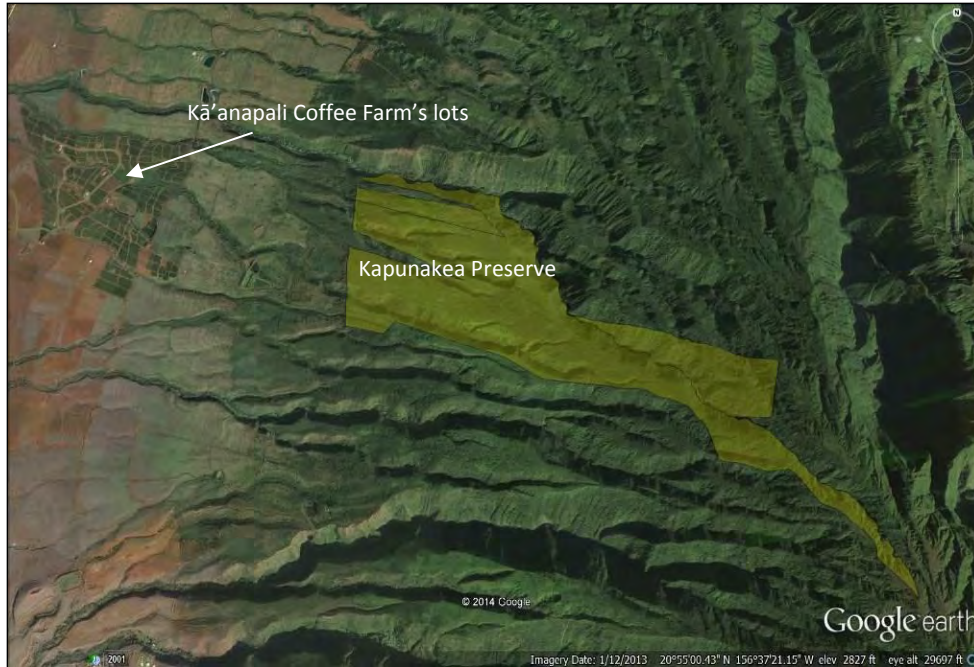 N
Kā'anapali Coffee Farm's lots
Kapunakea Preserve
© 2014 Google
Google earth
2001
Imagery Date: 1/12/2013 20°55'00.43" N 156°37'21.15" W elev 2827 ft eye alt 29697 ft